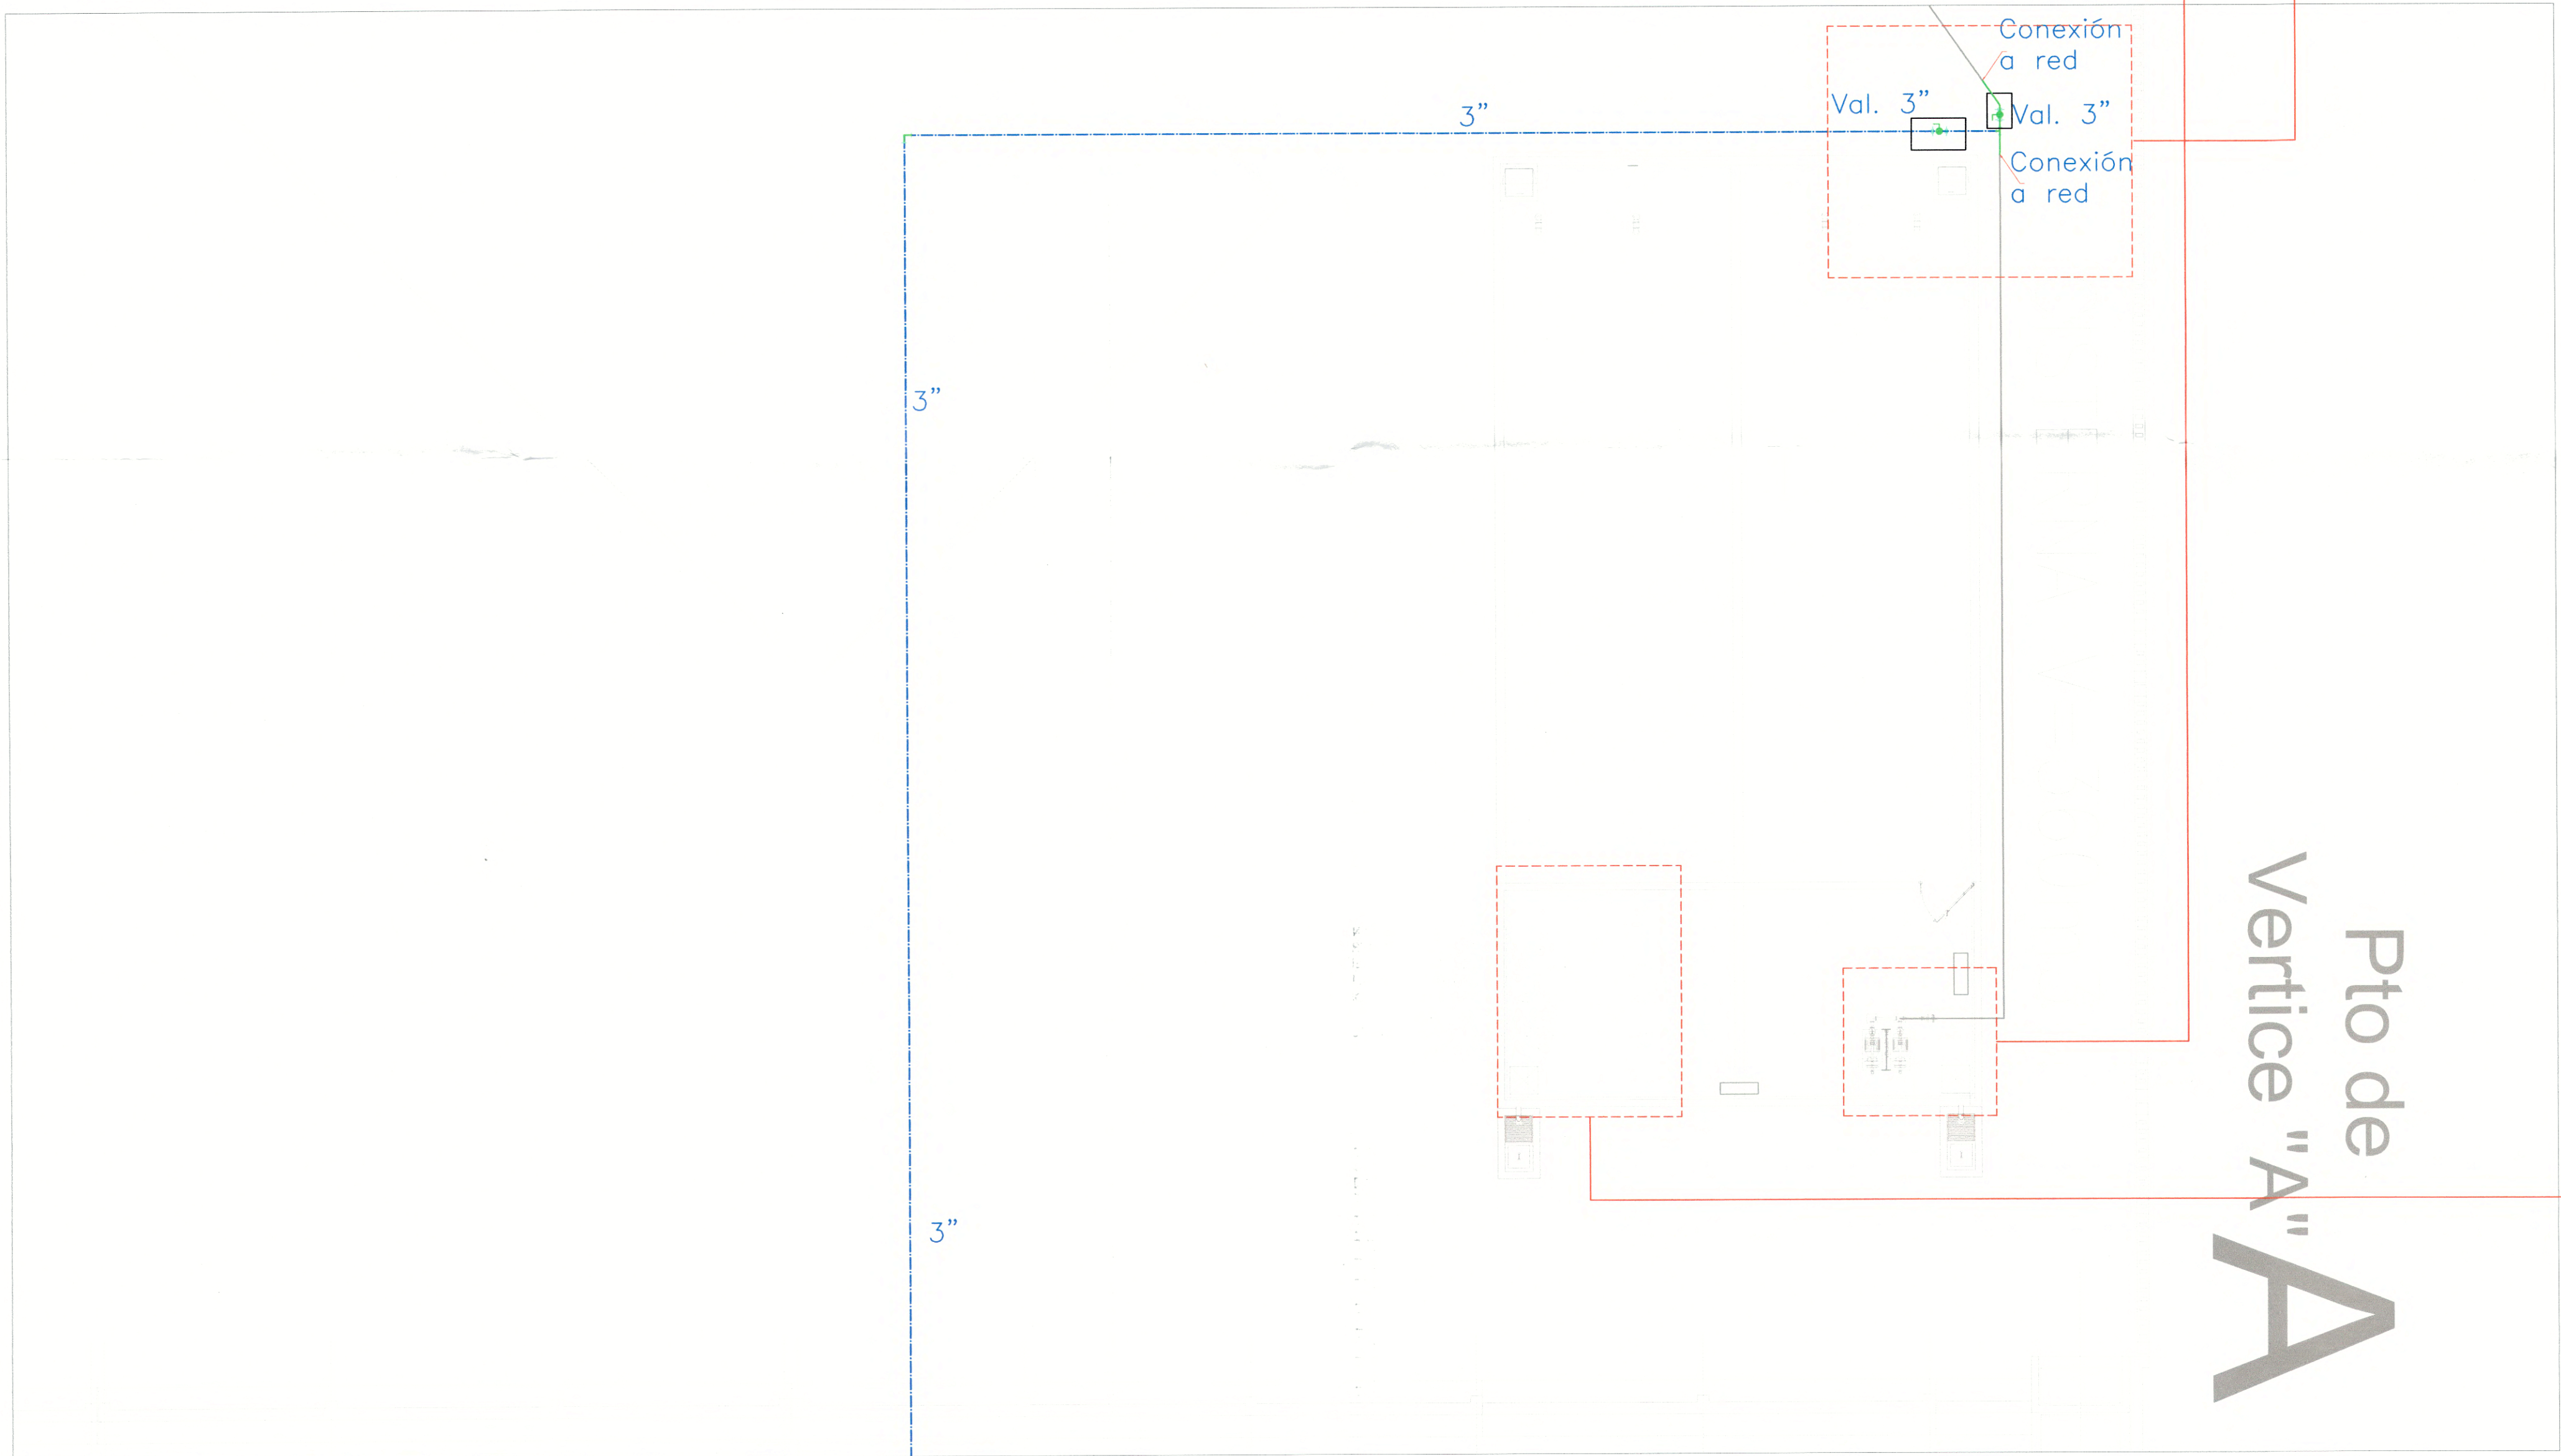 Conexión
a red
Val. 3”
3”
Val. 3”
Conexión
a red
3”
3”
Pto de
Vertice "A"
A